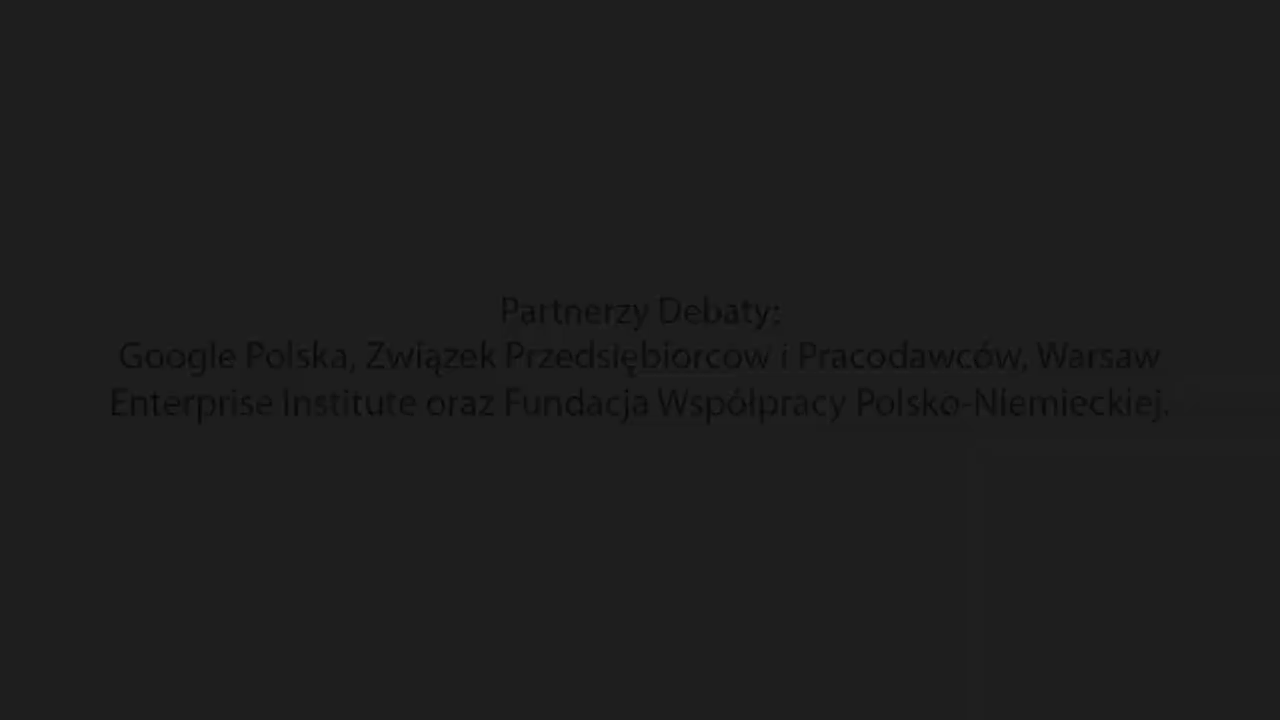 Partnerzy Debaty:
Google Polska, Związek Przedsiębiorców i Pracodawców, Warsaw
Enterprise Institute oraz Fundacja Współpracy Polsko-Niemieckiej.